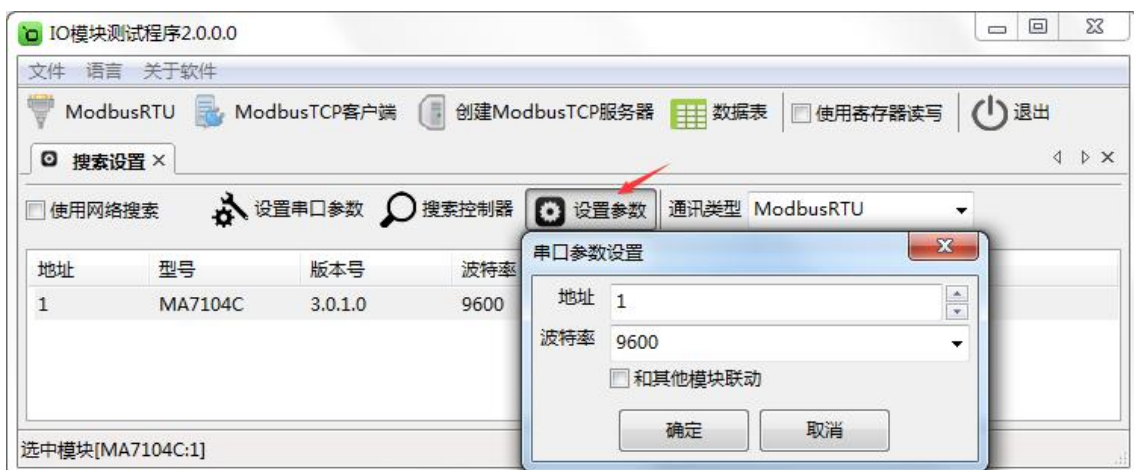 IO模块测试程序2.0.0.0
文件 语言 关于软件
ModbusRTU ModbusTCP客户端 创建ModbusTCP服务器 数据表 使用寄存器读写 退出
搜索设置
使用网络搜索 设置串口参数 搜索控制器 设置参数 通讯类型 ModbusRTU
地址 型号 版本号 波特率
1 MA7104C 3.0.1.0 9600
串口参数设置
地址 1
波特率 9600
和其他模块联动
确定 取消
选中模块[MA7104C:1]